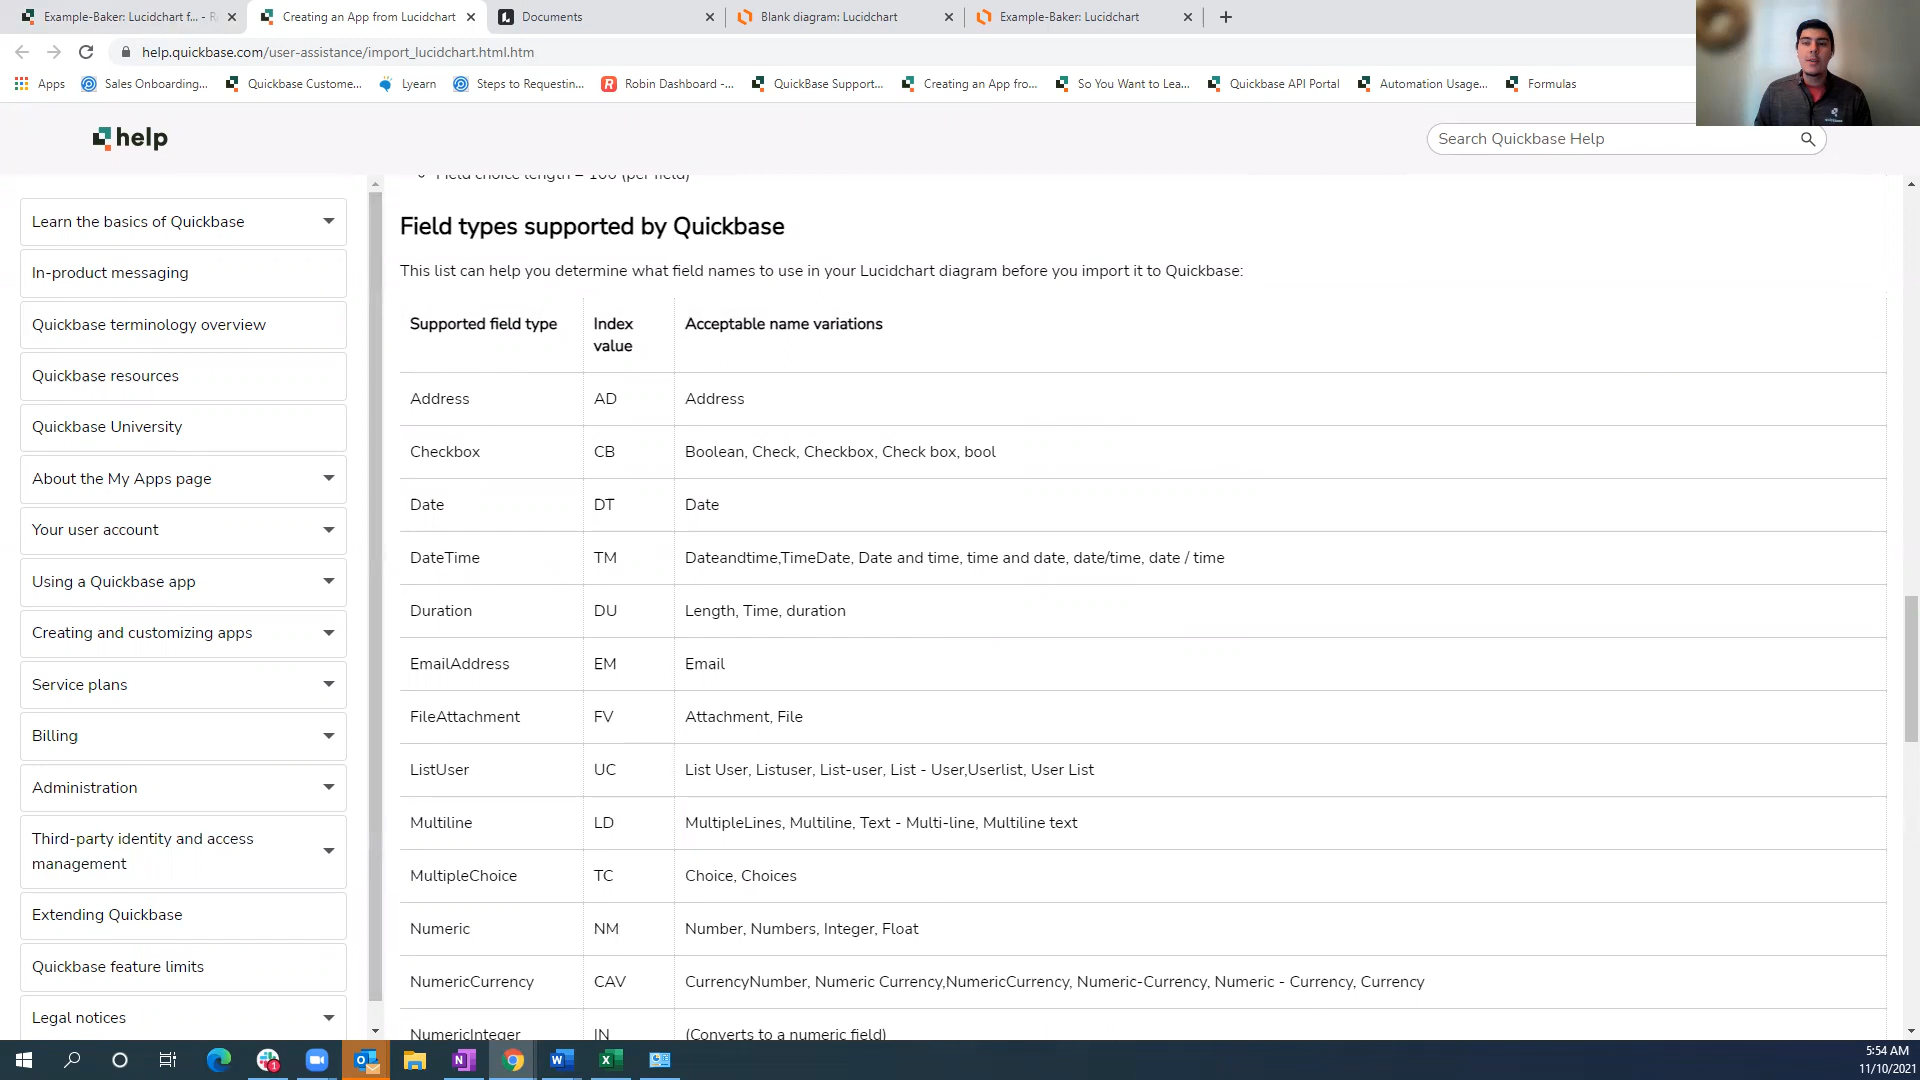 Example-Baker: Lucidchart f... - R
Creating an App from Lucidchart
Documents
Blank diagram: Lucidchart
Example-Baker: Lucidchart
help.quickbase.com/user-assistance/import_lucidchart.html.htm
Apps
Sales Onboarding...
Quickbase Custome...
Lyearn
Steps to Requestin...
Robin Dashboard -...
QuickBase Support...
Creating an App fro...
So You Want to Lea...
Quickbase API Portal
Automation Usage...
Formulas
help
Search Quickbase Help
Learn the basics of Quickbase
In-product messaging
Quickbase terminology overview
Quickbase resources
Quickbase University
About the My Apps page
Your user account
Using a Quickbase app
Creating and customizing apps
Service plans
Billing
Administration
Third-party identity and access
management
Extending Quickbase
Quickbase feature limits
Legal notices
Field choice length = 100 (per field)
Field types supported by Quickbase
This list can help you determine what field names to use in your Lucidchart diagram before you import it to Quickbase:
Supported field type Index value Acceptable name variations
Address AD Address
Checkbox CB Boolean, Check, Checkbox, Check box, bool
Date DT Date
DateTime TM Dateandtime,TimeDate, Date and time, time and date, date/time, date / time
Duration DU Length, Time, duration
EmailAddress EM Email
FileAttachment FV Attachment, File
ListUser UC List User, Listuser, List-user, List - User,Userlist, User List
Multiline LD MultipleLines, Multiline, Text - Multi-line, Multiline text
MultipleChoice TC Choice, Choices
Numeric NM Number, Numbers, Integer, Float
NumericCurrency CAV CurrencyNumber, Numeric Currency,NumericCurrency, Numeric-Currency, Numeric - Currency, Currency
NumericInteger IN (Converts to a numeric field)
5:54 AM
11/10/2021